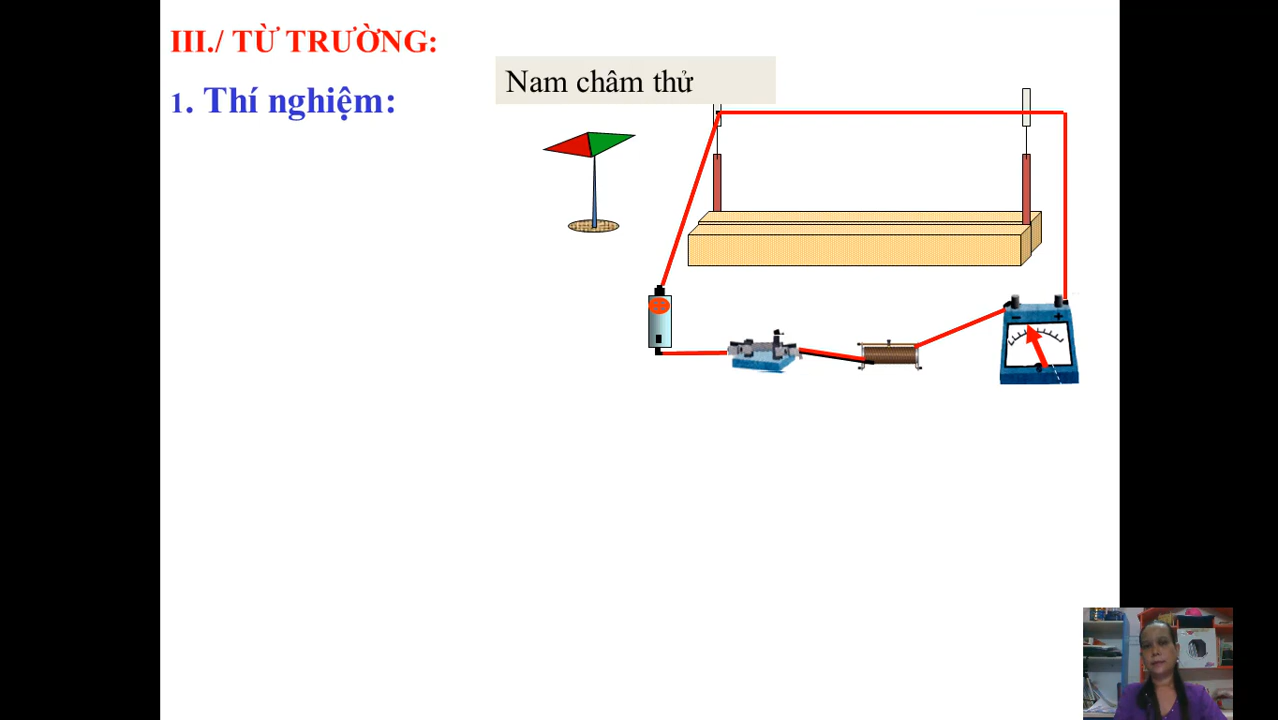 III./ TỪ TRƯỜNG:
1. Thí nghiệm:
Nam châm thử
− +